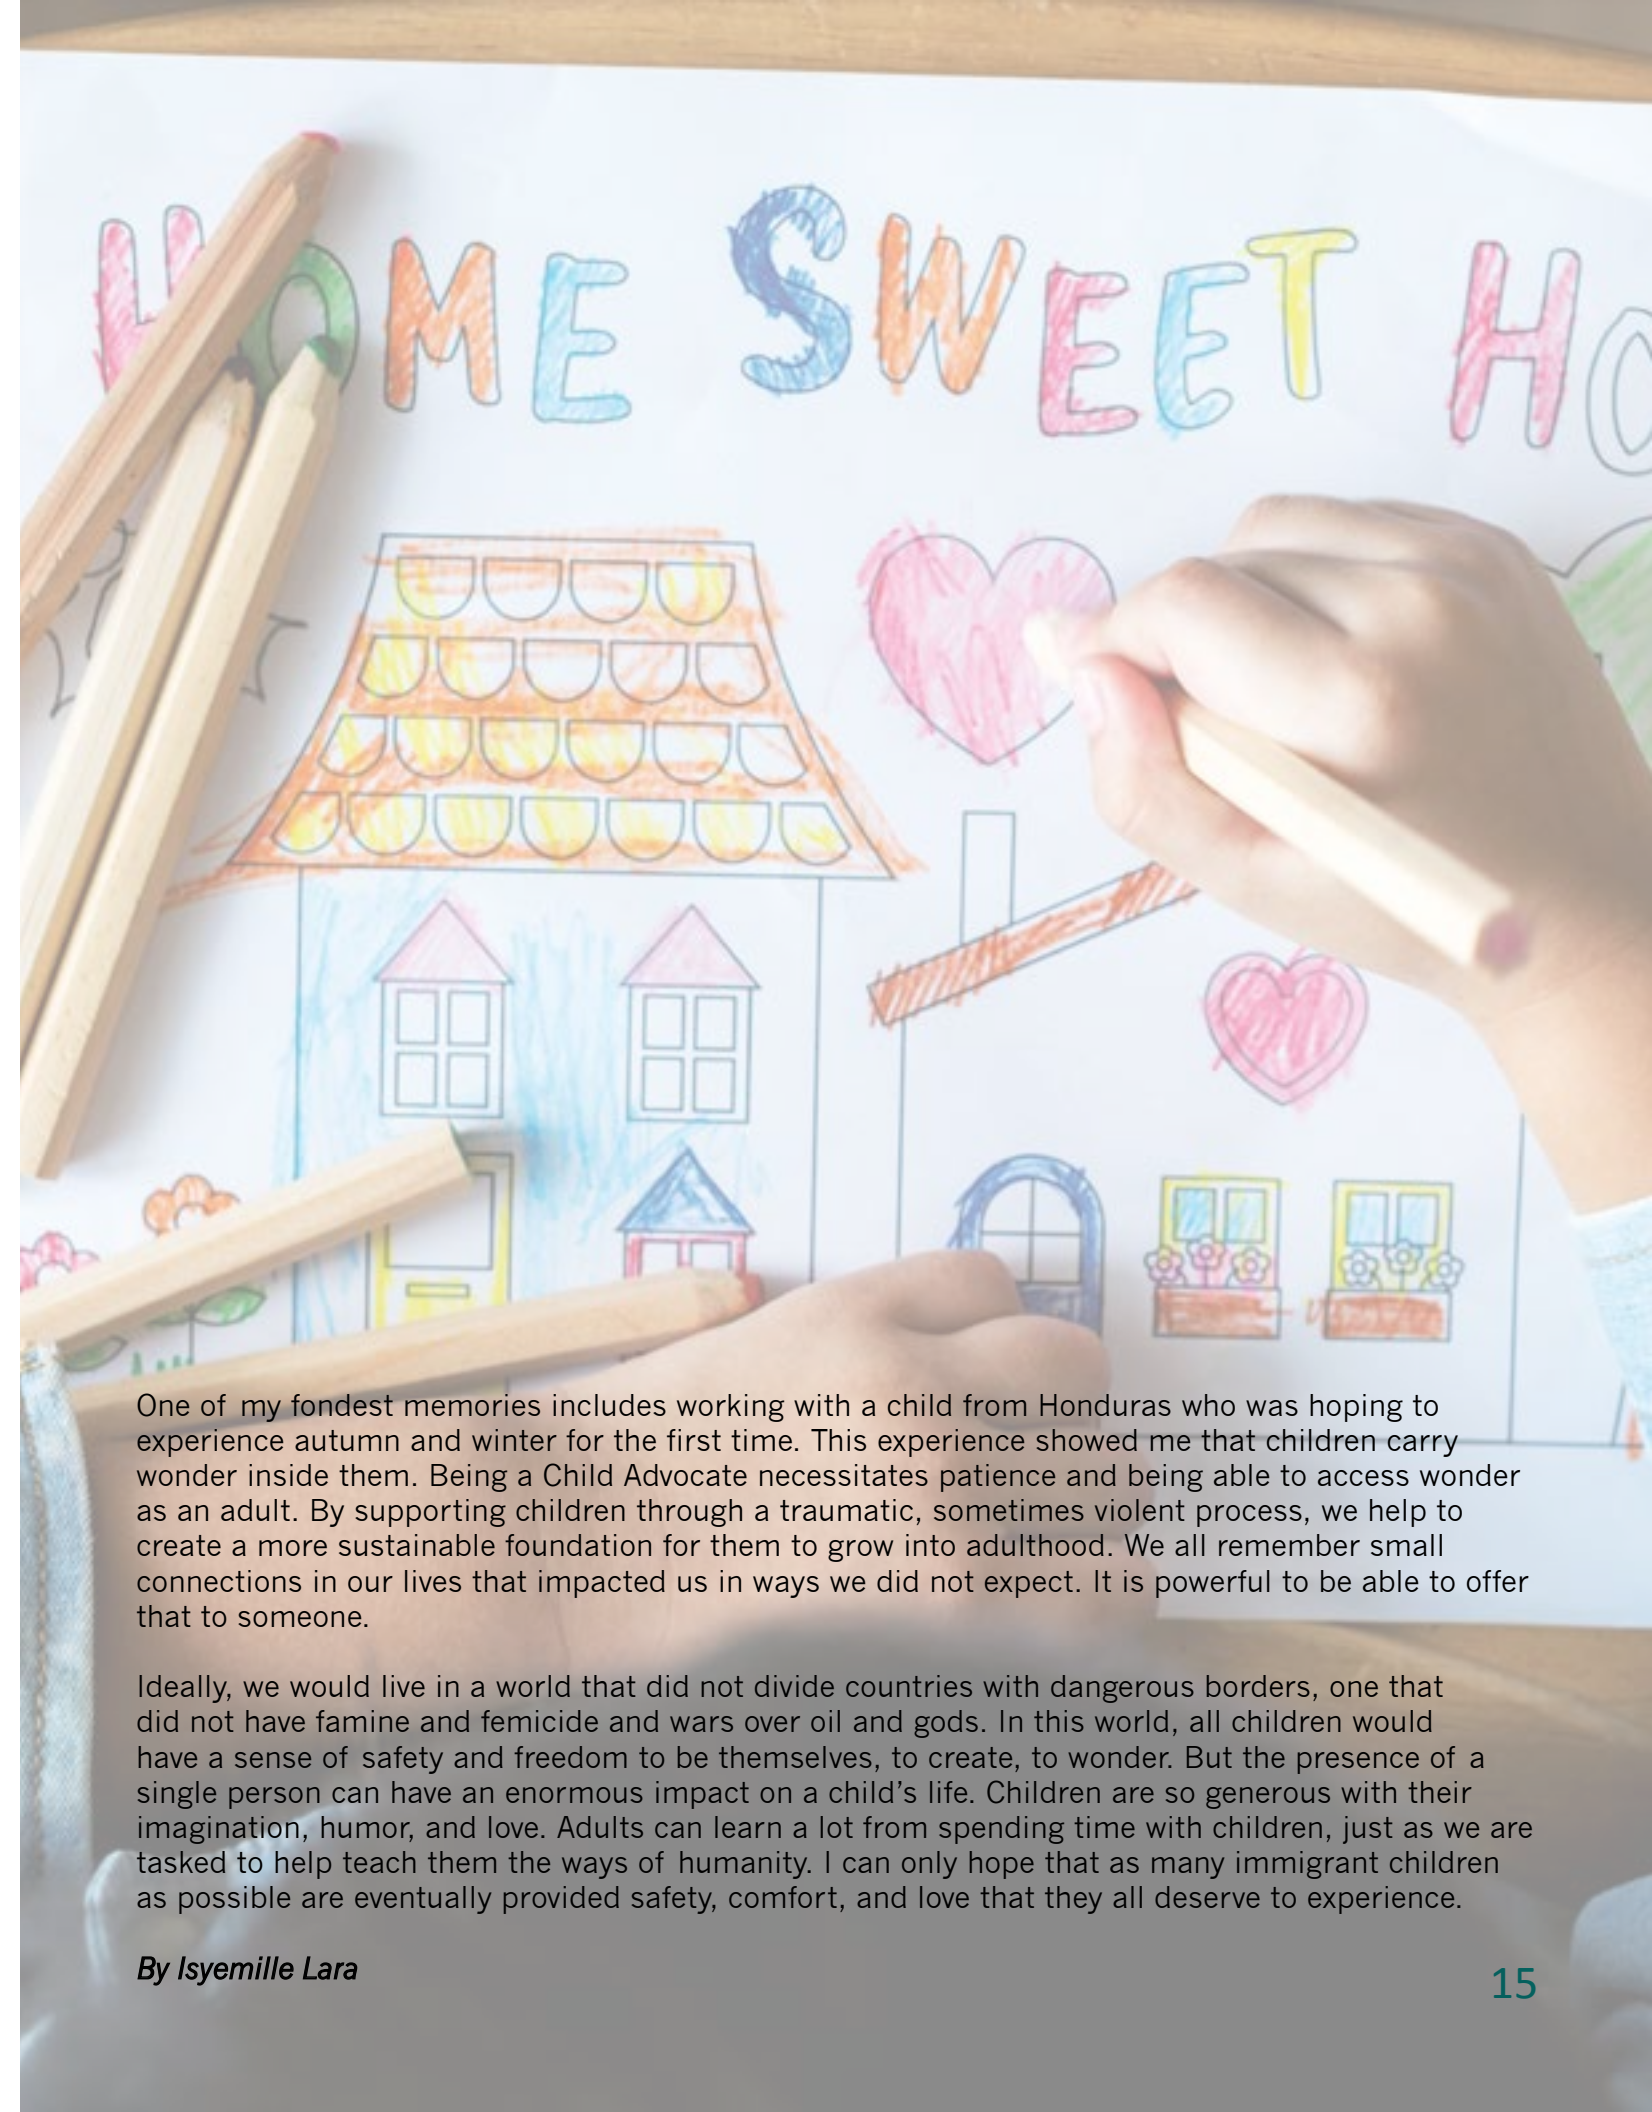 HOME SWEET HO
One of my fondest memories includes working with a child from Honduras who was hoping to
experience autumn and winter for the first time. This experience showed me that children carry
wonder inside them. Being a Child Advocate necessitates patience and being able to access wonder
as an adult. By supporting children through a traumatic, sometimes violent process, we help to
create a more sustainable foundation for them to grow into adulthood. We all remember small
connections in our lives that impacted us in ways we did not expect. It is powerful to be able to offer
that to someone.
Ideally, we would live in a world that did not divide countries with dangerous borders, one that
did not have famine and femicide and wars over oil and gods. In this world, all children would
have a sense of safety and freedom to be themselves, to create, to wonder. But the presence of a
single person can have an enormous impact on a child’s life. Children are so generous with their
imagination, humor, and love. Adults can learn a lot from spending time with children, just as we are
tasked to help teach them the ways of humanity. I can only hope that as many immigrant children
as possible are eventually provided safety, comfort, and love that they all deserve to experience.
By Isyemille Lara
15